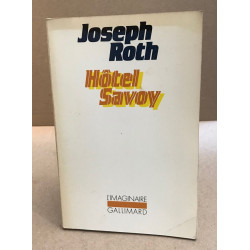 Joseph
Roth
Hôtel
Savoy
L'IMAGINAIRE
GALLIMARD